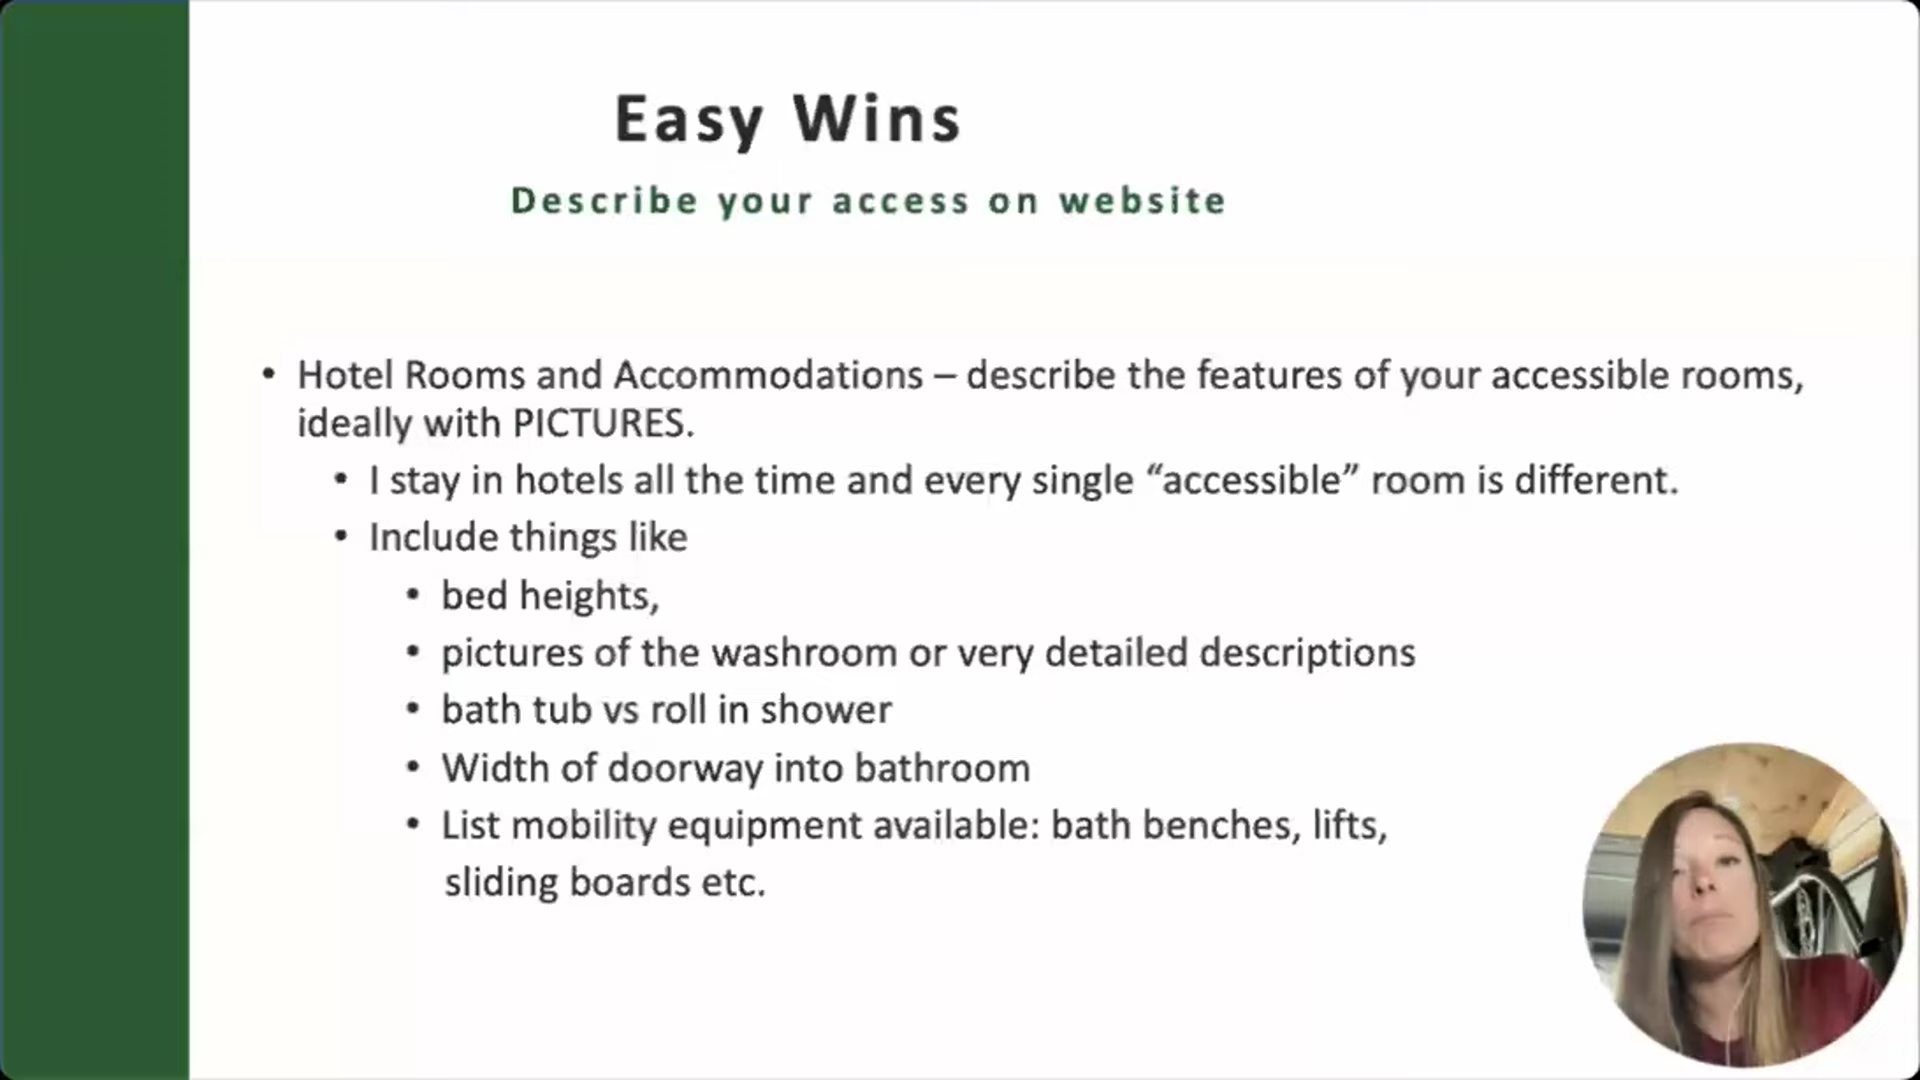 Easy Wins
Describe your access on website
• Hotel Rooms and Accommodations – describe the features of your accessible rooms,
ideally with PICTURES.
• I stay in hotels all the time and every single “accessible” room is different.
• Include things like
• bed heights,
• pictures of the washroom or very detailed descriptions
• bath tub vs roll in shower
• Width of doorway into bathroom
• List mobility equipment available: bath benches, lifts,
sliding boards etc.